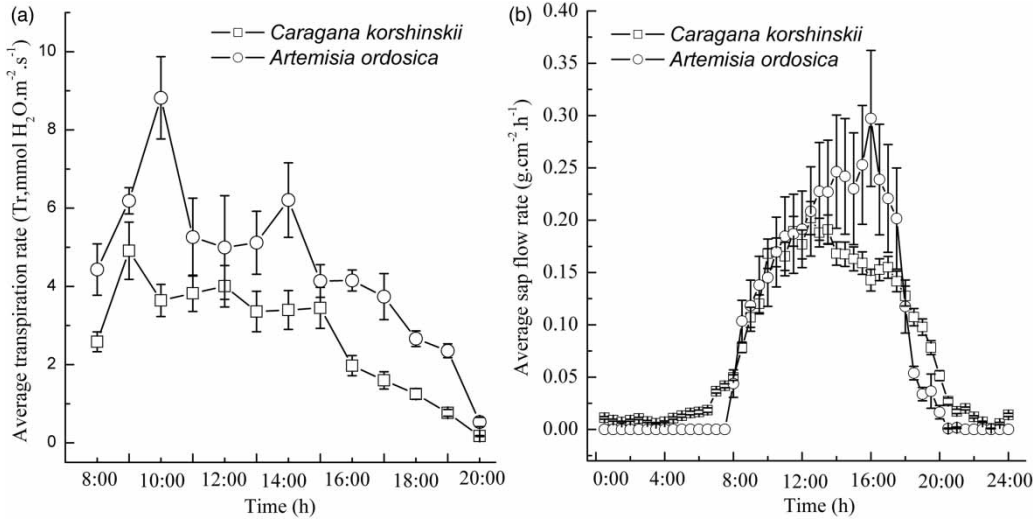 (a)
Caragana korshinskii
Artemisia ordosica
10
8
6
4
2
0
Average transpiration rate (Tr,mmol H₂O.m⁻².s⁻¹)
8:00 10:00 12:00 14:00 16:00 18:00 20:00
Time (h)
(b)
Caragana korshinskii
Artemisia ordosica
0.40
0.35
0.30
0.25
0.20
0.15
0.10
0.05
0.00
Average sap flow rate (g.cm⁻².h⁻¹)
0:00 4:00 8:00 12:00 16:00 20:00 24:00
Time (h)